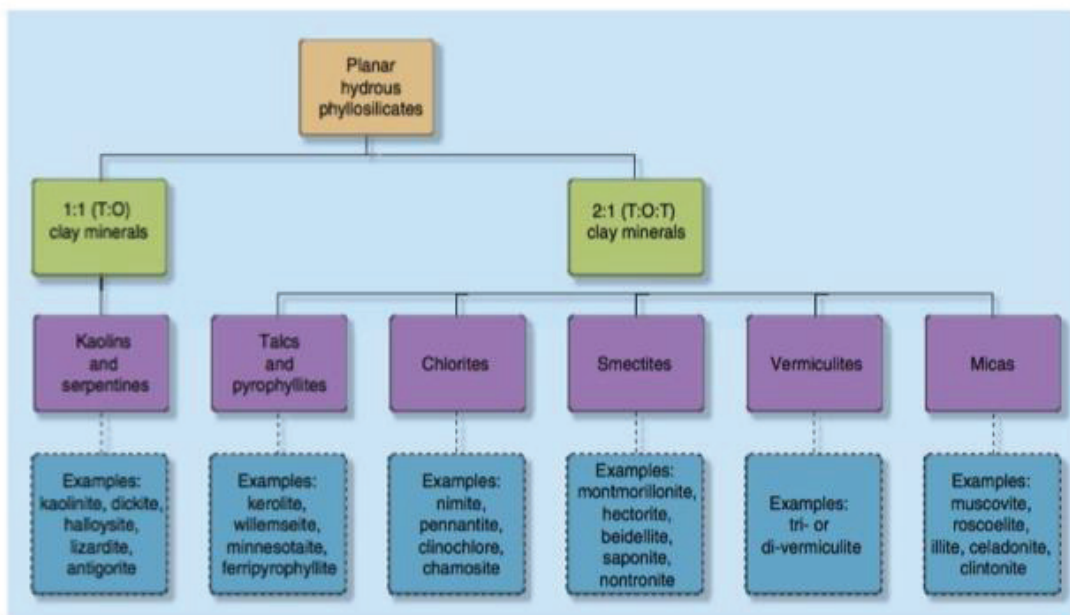 Planar
hydrous
phyllosilicates
1:1 (T:O)
clay minerals
2:1 (T:O:T)
clay minerals
Kaolins
and
serpentines
Talcs
and
pyrophyllites
Chlorites
Smectites
Vermiculites
Micas
Examples:
kaolinite, dickite,
halloysite,
lizardite,
antigorite
Examples:
kerolite,
willemseite,
minnesotaite,
ferripyrophyllite
Examples:
nimite,
pennantite,
clinochlore,
chamosite
Examples:
montmorillonite,
hectorite,
beidellite,
saponite,
nontronite
Examples:
tri- or
di-vermiculite
Examples:
muscovite,
roscoelite,
illite, celadonite,
clintonite